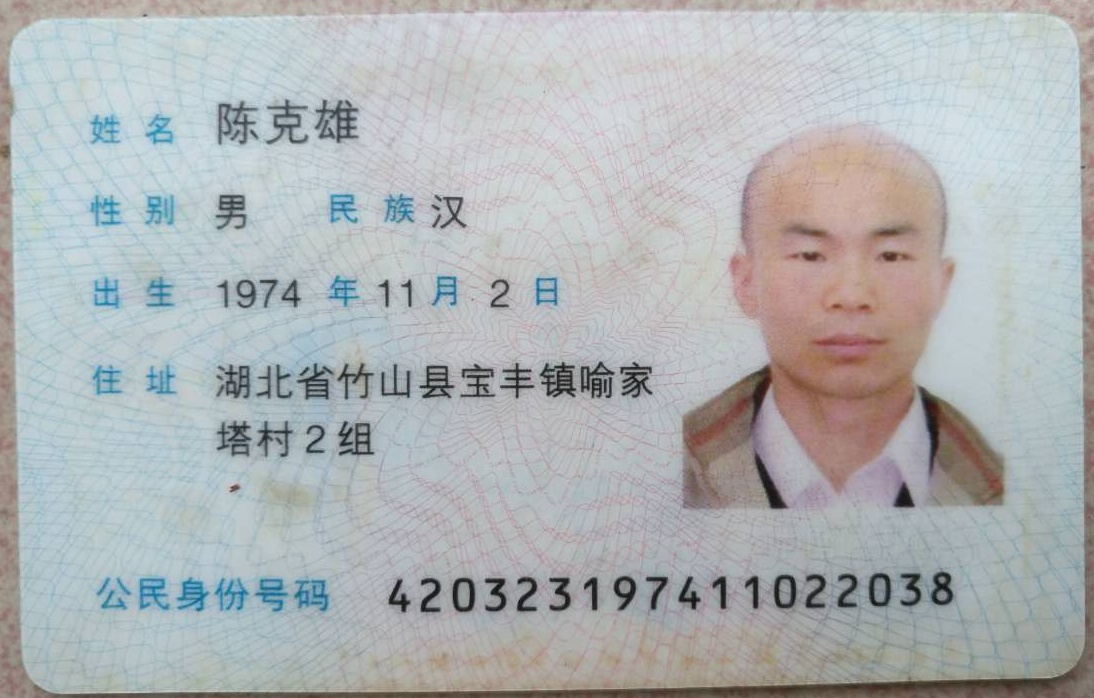 姓名 陈克雄
性别 男 民族 汉
出生 1974 年 11 月 2 日
住址 湖北省竹山县宝丰镇喻家
塔村2组
公民身份号码 420323197411022038